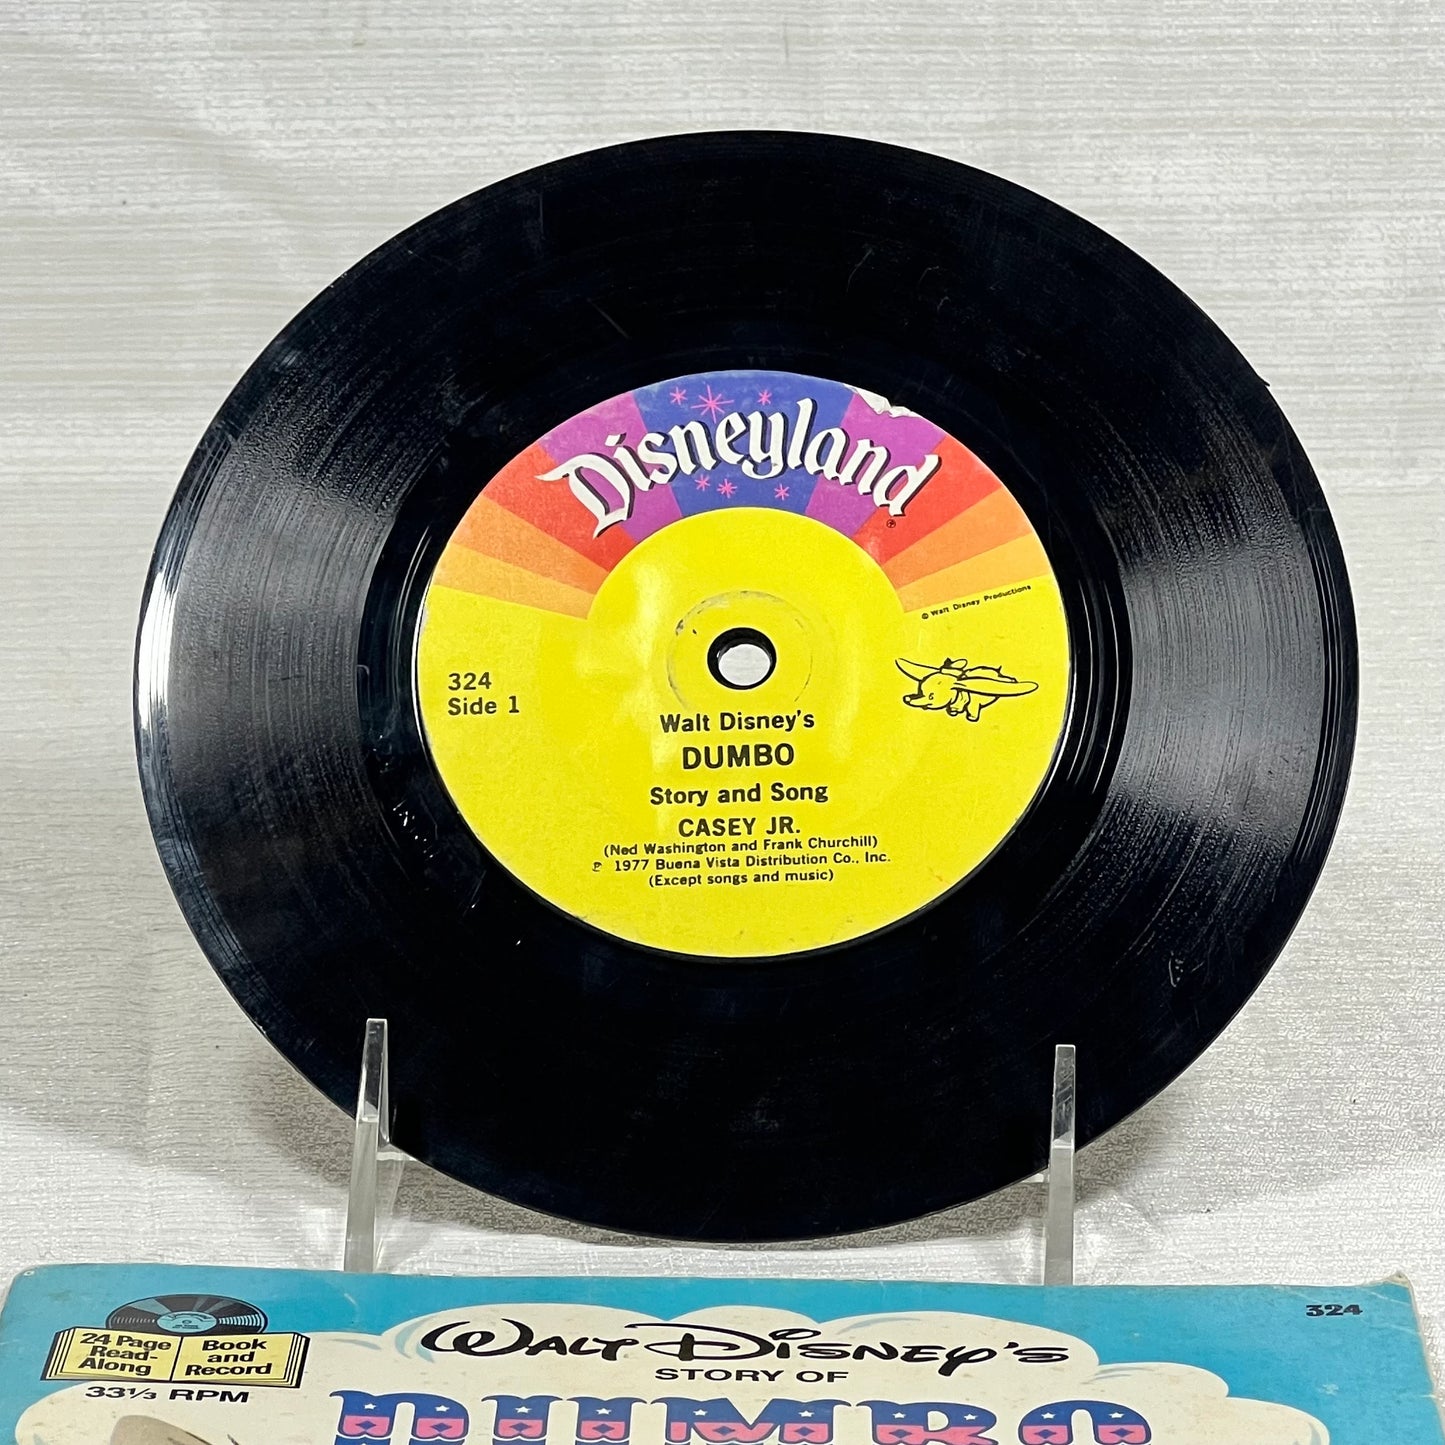 Disneyland
®
© Walt Disney Productions
324
Side 1
Walt Disney's
DUMBO
Story and Song
CASEY JR.
(Ned Washington and Frank Churchill)
℗ 1977 Buena Vista Distribution Co., Inc.
(Except songs and music)
324
24 Page
Read-
Along
Book
and
Record
33⅓ RPM
WALT DISNEY'S
STORY OF
DUMBO